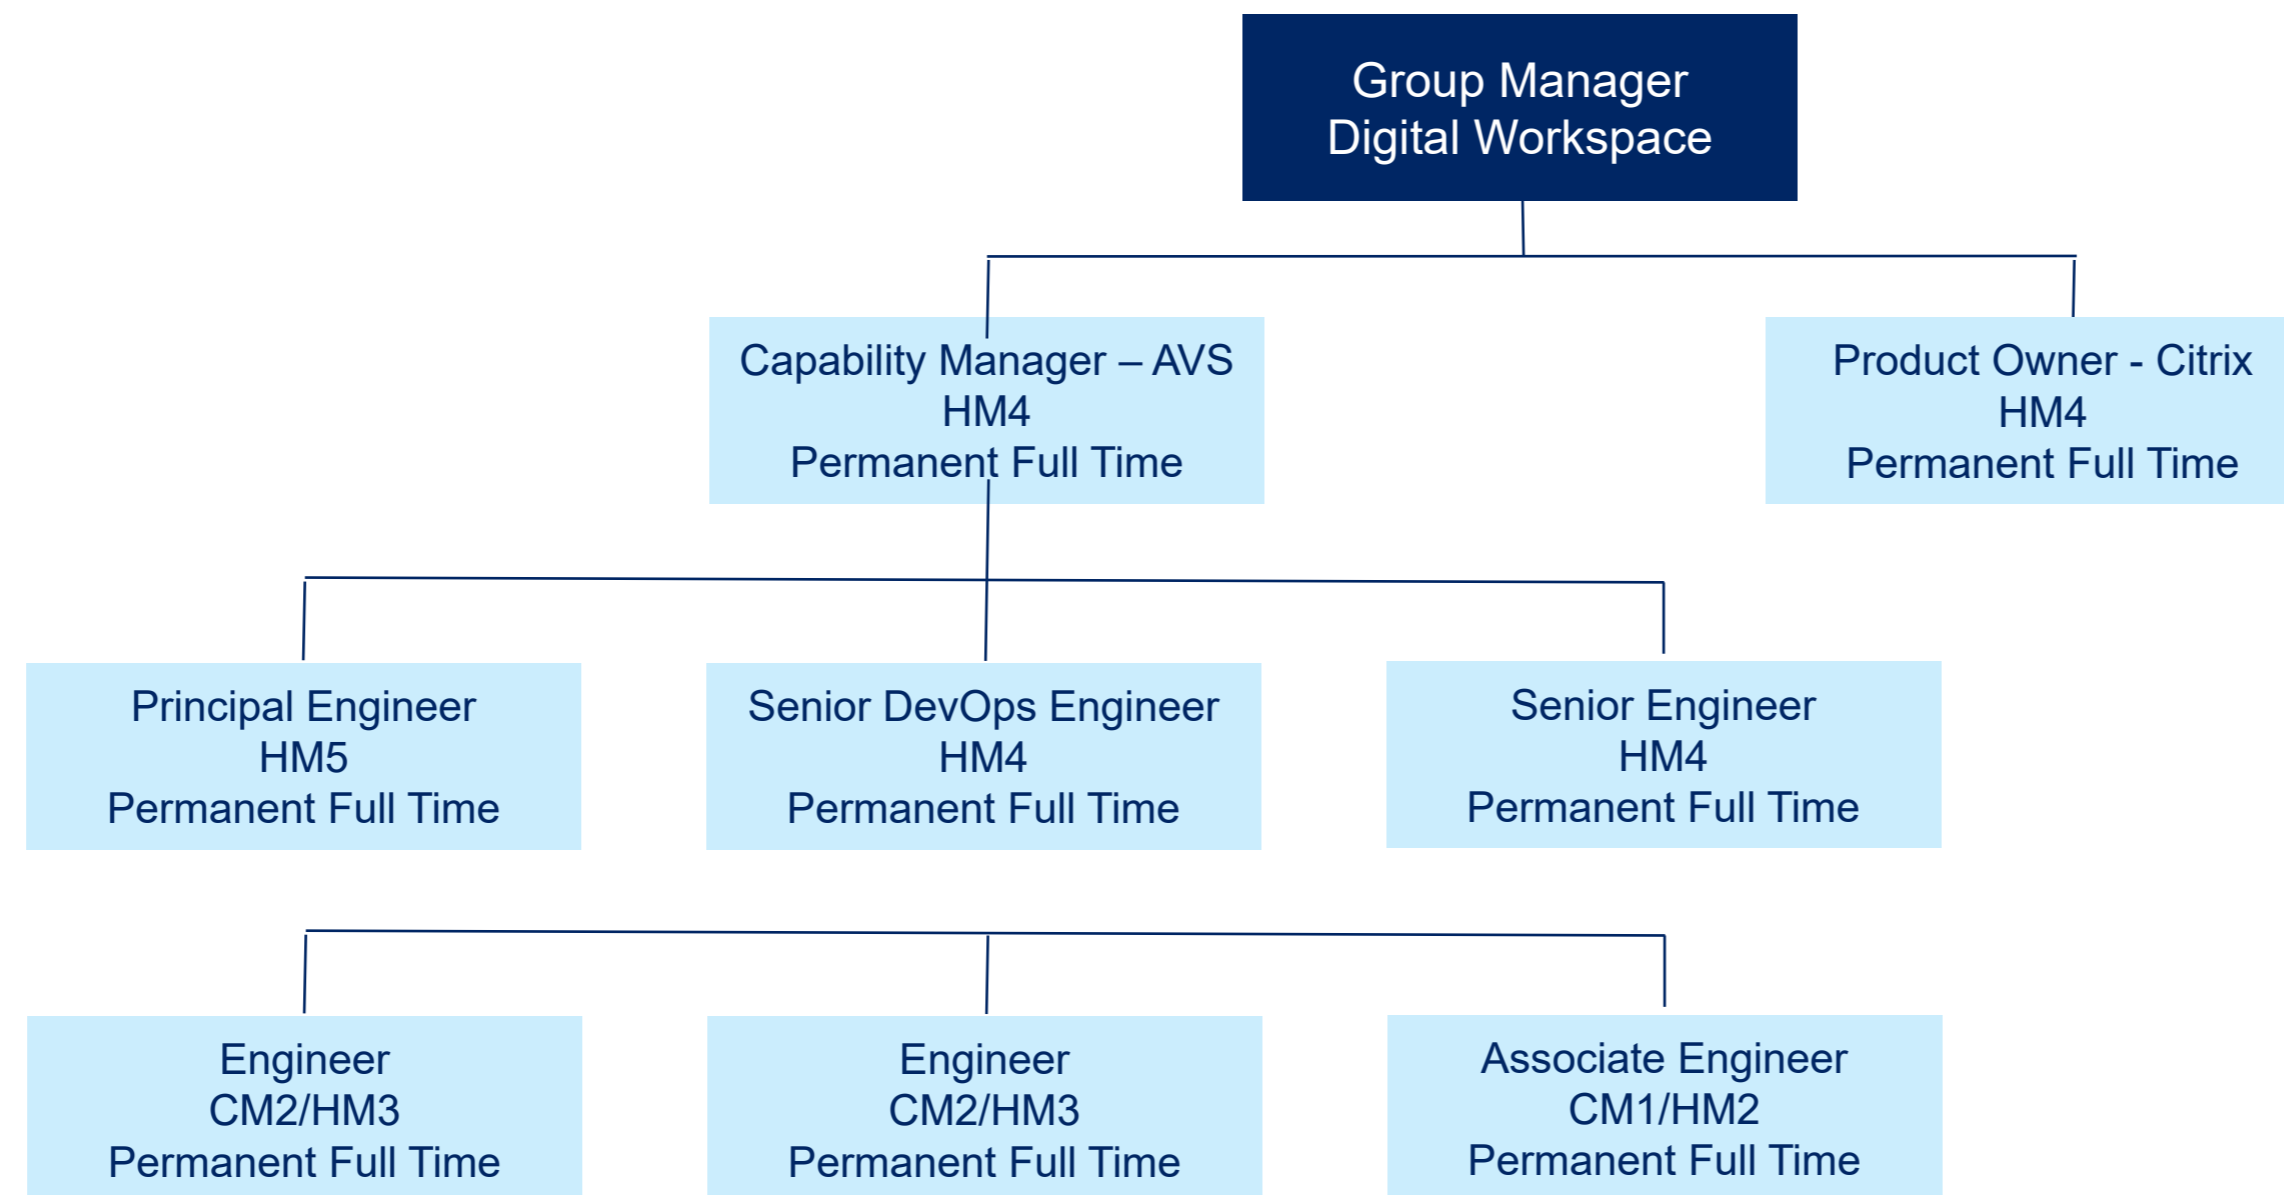 Group Manager
Digital Workspace
Capability Manager – AVS
HM4
Permanent Full Time
Product Owner - Citrix
HM4
Permanent Full Time
Principal Engineer
HM5
Permanent Full Time
Senior DevOps Engineer
HM4
Permanent Full Time
Senior Engineer
HM4
Permanent Full Time
Engineer
CM2/HM3
Permanent Full Time
Engineer
CM2/HM3
Permanent Full Time
Associate Engineer
CM1/HM2
Permanent Full Time